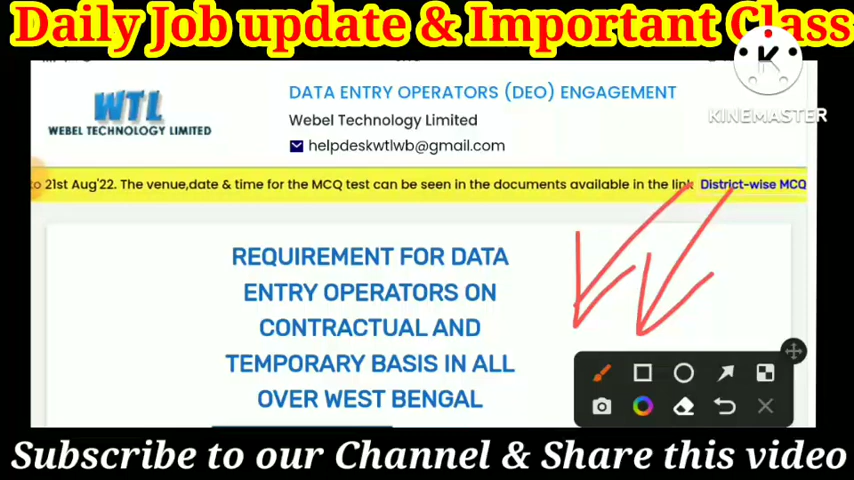 Daily Job update & Important Class
KINEMASTER
WTL
WEBEL TECHNOLOGY LIMITED
DATA ENTRY OPERATORS (DEO) ENGAGEMENT
Webel Technology Limited
helpdeskwtlwb@gmail.com
to 21st Aug'22. The venue,date & time for the MCQ test can be seen in the documents available in the link District-wise MCQ
REQUIREMENT FOR DATA
ENTRY OPERATORS ON
CONTRACTUAL AND
TEMPORARY BASIS IN ALL
OVER WEST BENGAL
Subscribe to our Channel & Share this video